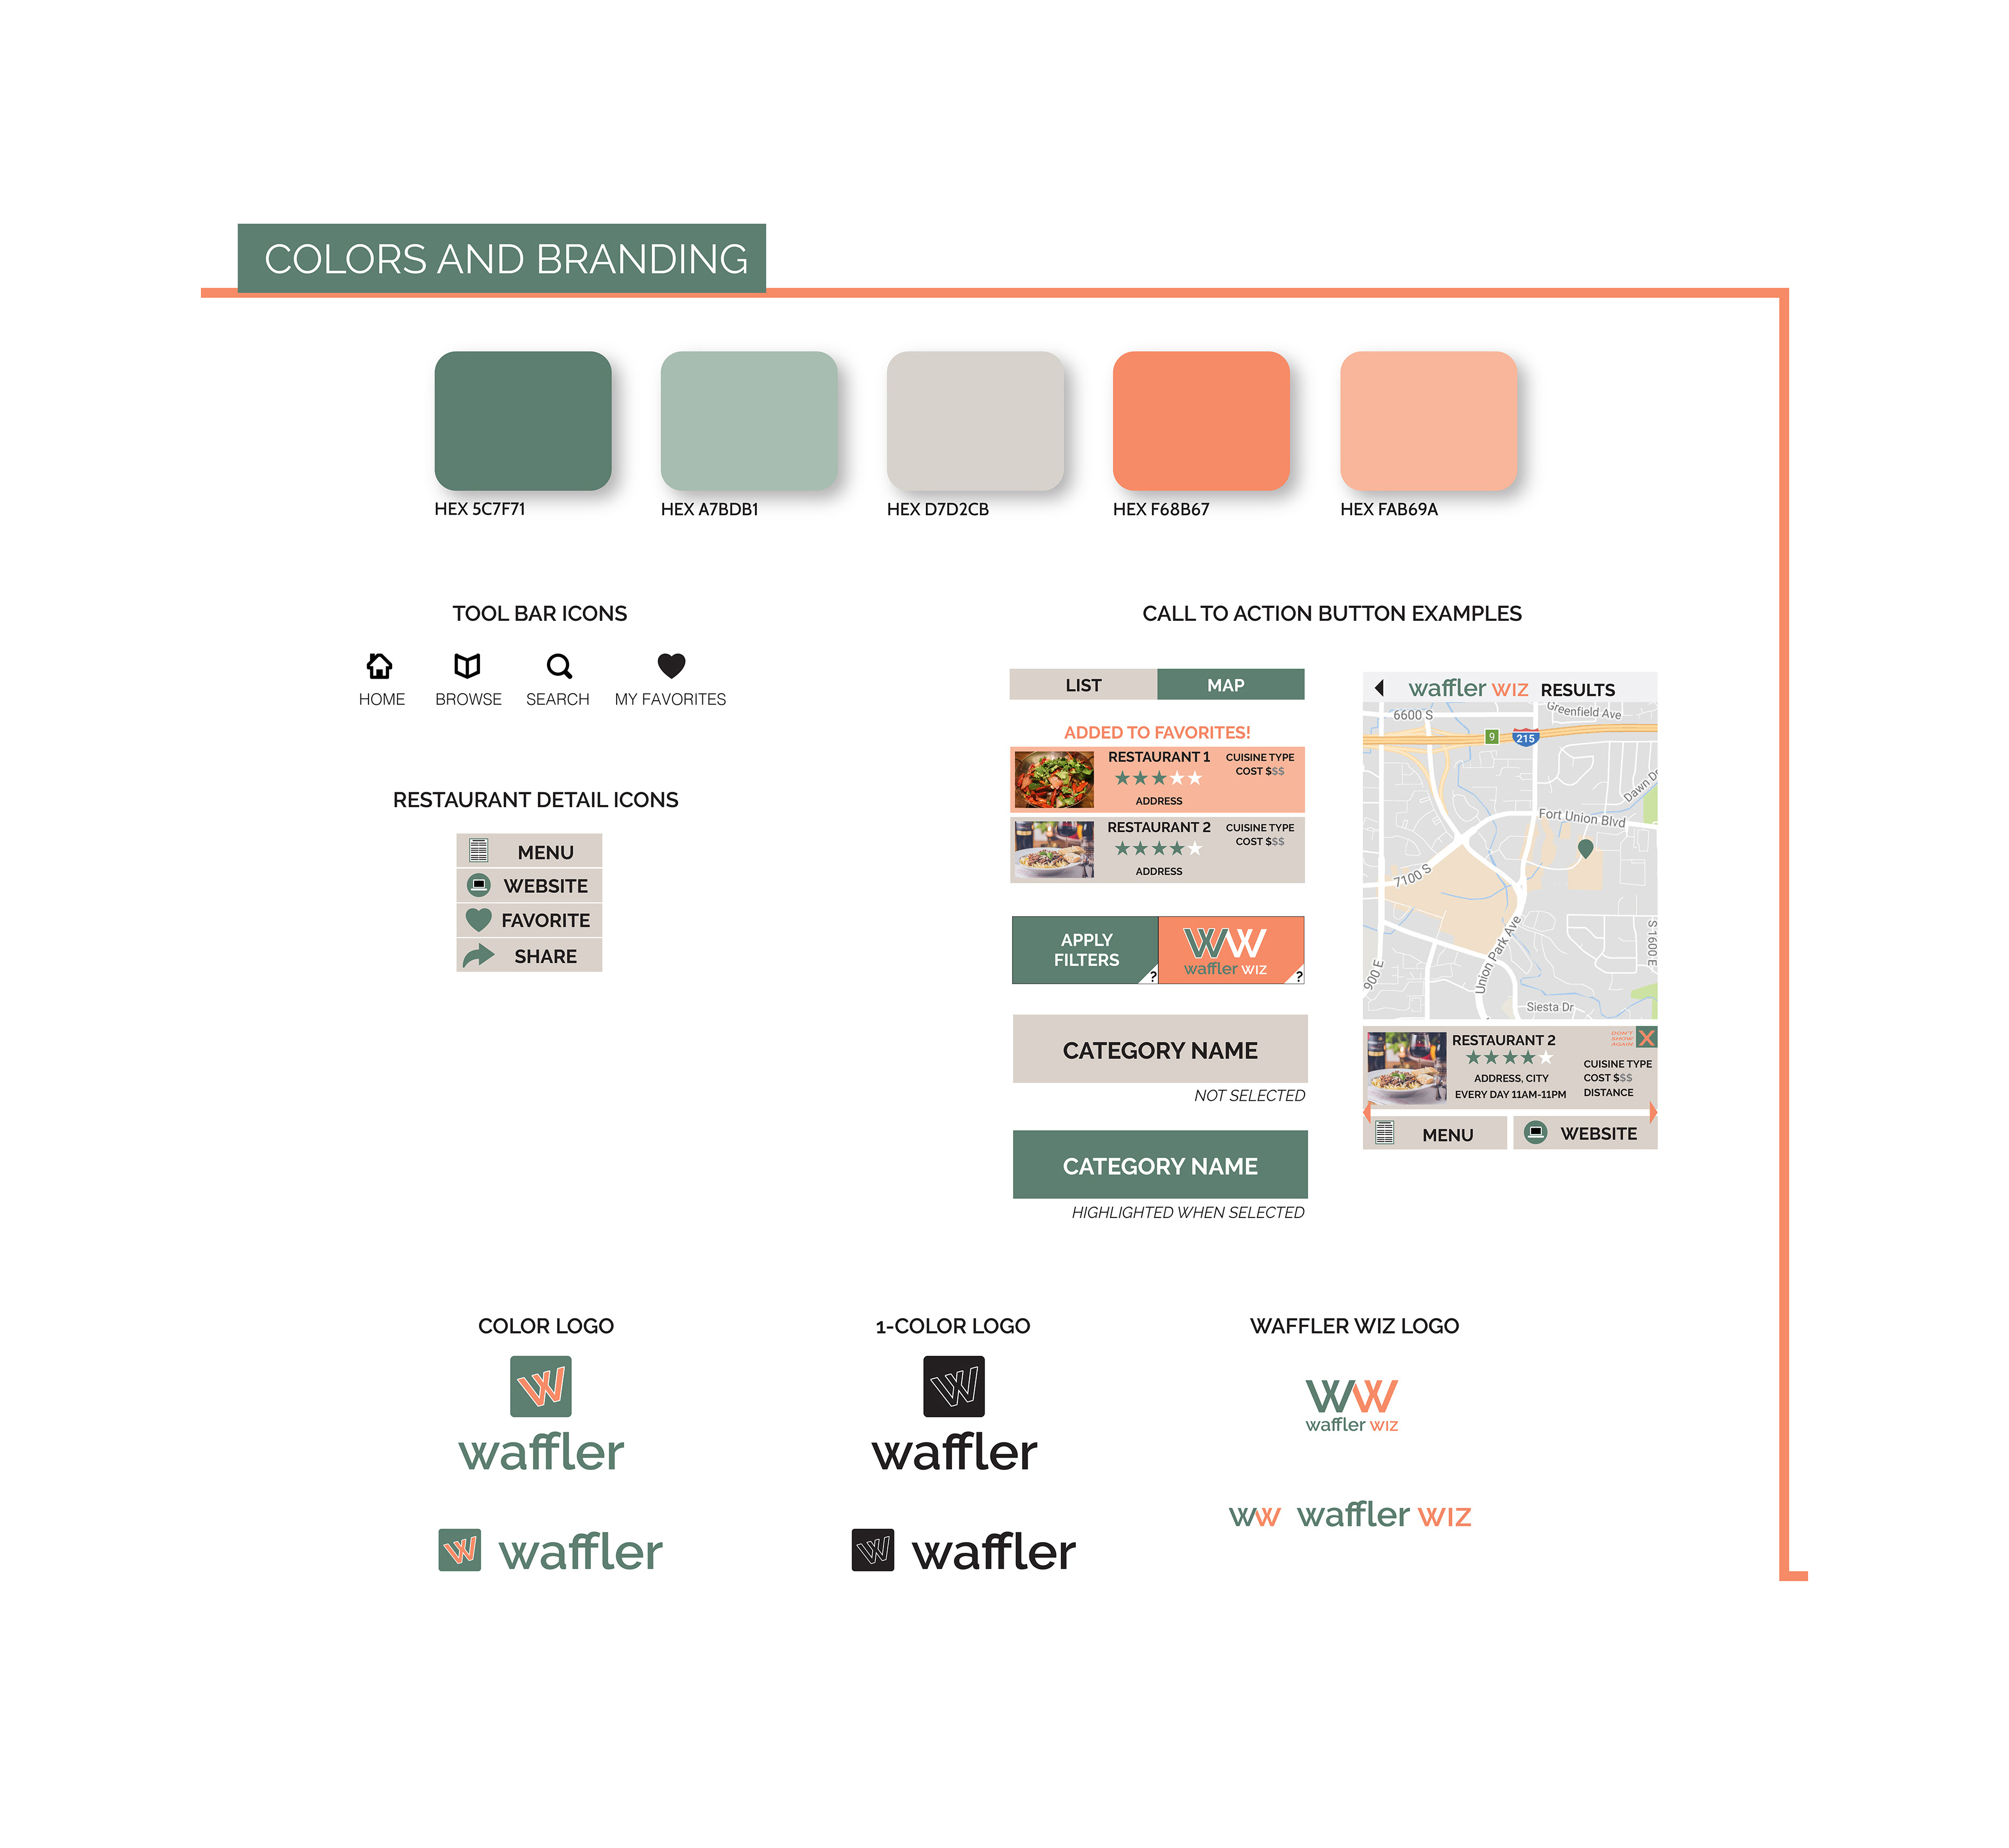 COLORS AND BRANDING
HEX 5C7F71
HEX A7BDB1
HEX D7D2CB
HEX F68B67
HEX FAB69A
TOOL BAR ICONS
HOME
BROWSE
SEARCH
MY FAVORITES
RESTAURANT DETAIL ICONS
MENU
WEBSITE
FAVORITE
SHARE
CALL TO ACTION BUTTON EXAMPLES
LIST
MAP
ADDED TO FAVORITES!
RESTAURANT 1
CUISINE TYPE
COST $$$
ADDRESS
RESTAURANT 2
CUISINE TYPE
COST $$$
ADDRESS
APPLY
FILTERS
?
WW
waffler wiz
?
CATEGORY NAME
NOT SELECTED
CATEGORY NAME
HIGHLIGHTED WHEN SELECTED
waffler wiz RESULTS
6600 S
Greenfield Ave
9
215
Dawn Dr
Fort Union Blvd
7100 S
Union Park Ave
S 1600 E
900 E
Siesta Dr
RESTAURANT 2
DON'T
SHOW
AGAIN
X
CUISINE TYPE
COST $$$
DISTANCE
ADDRESS, CITY
EVERY DAY 11AM-11PM
MENU
WEBSITE
COLOR LOGO
W
waffler
W waffler
1-COLOR LOGO
W
waffler
W waffler
WAFFLER WIZ LOGO
WW
waffler wiz
WW waffler wiz